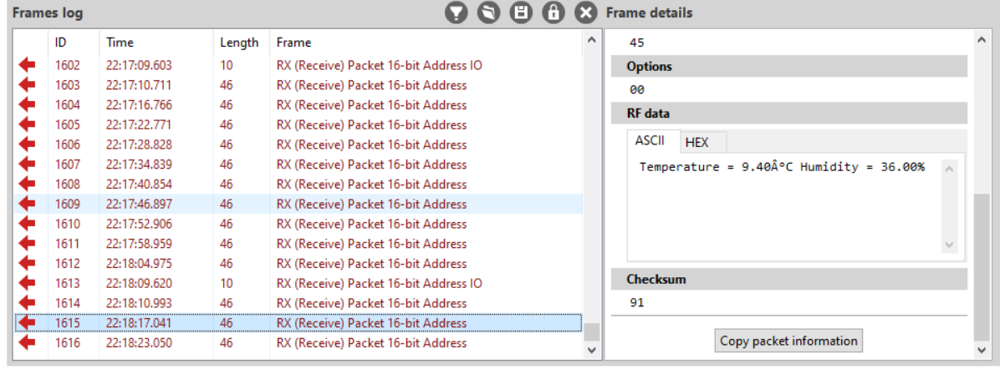 Frames log
ID Time Length Frame
1602 22:17:09.603 10 RX (Receive) Packet 16-bit Address IO
1603 22:17:10.711 46 RX (Receive) Packet 16-bit Address
1604 22:17:16.766 46 RX (Receive) Packet 16-bit Address
1605 22:17:22.771 46 RX (Receive) Packet 16-bit Address
1606 22:17:28.828 46 RX (Receive) Packet 16-bit Address
1607 22:17:34.839 46 RX (Receive) Packet 16-bit Address
1608 22:17:40.854 46 RX (Receive) Packet 16-bit Address
1609 22:17:46.897 46 RX (Receive) Packet 16-bit Address
1610 22:17:52.906 46 RX (Receive) Packet 16-bit Address
1611 22:17:58.959 46 RX (Receive) Packet 16-bit Address
1612 22:18:04.975 46 RX (Receive) Packet 16-bit Address
1613 22:18:09.620 10 RX (Receive) Packet 16-bit Address IO
1614 22:18:10.993 46 RX (Receive) Packet 16-bit Address
1615 22:18:17.041 46 RX (Receive) Packet 16-bit Address
1616 22:18:23.050 46 RX (Receive) Packet 16-bit Address
Frame details
45
Options
00
RF data
ASCII HEX
Temperature = 9.40Â°C Humidity = 36.00%
Checksum
91
Copy packet information